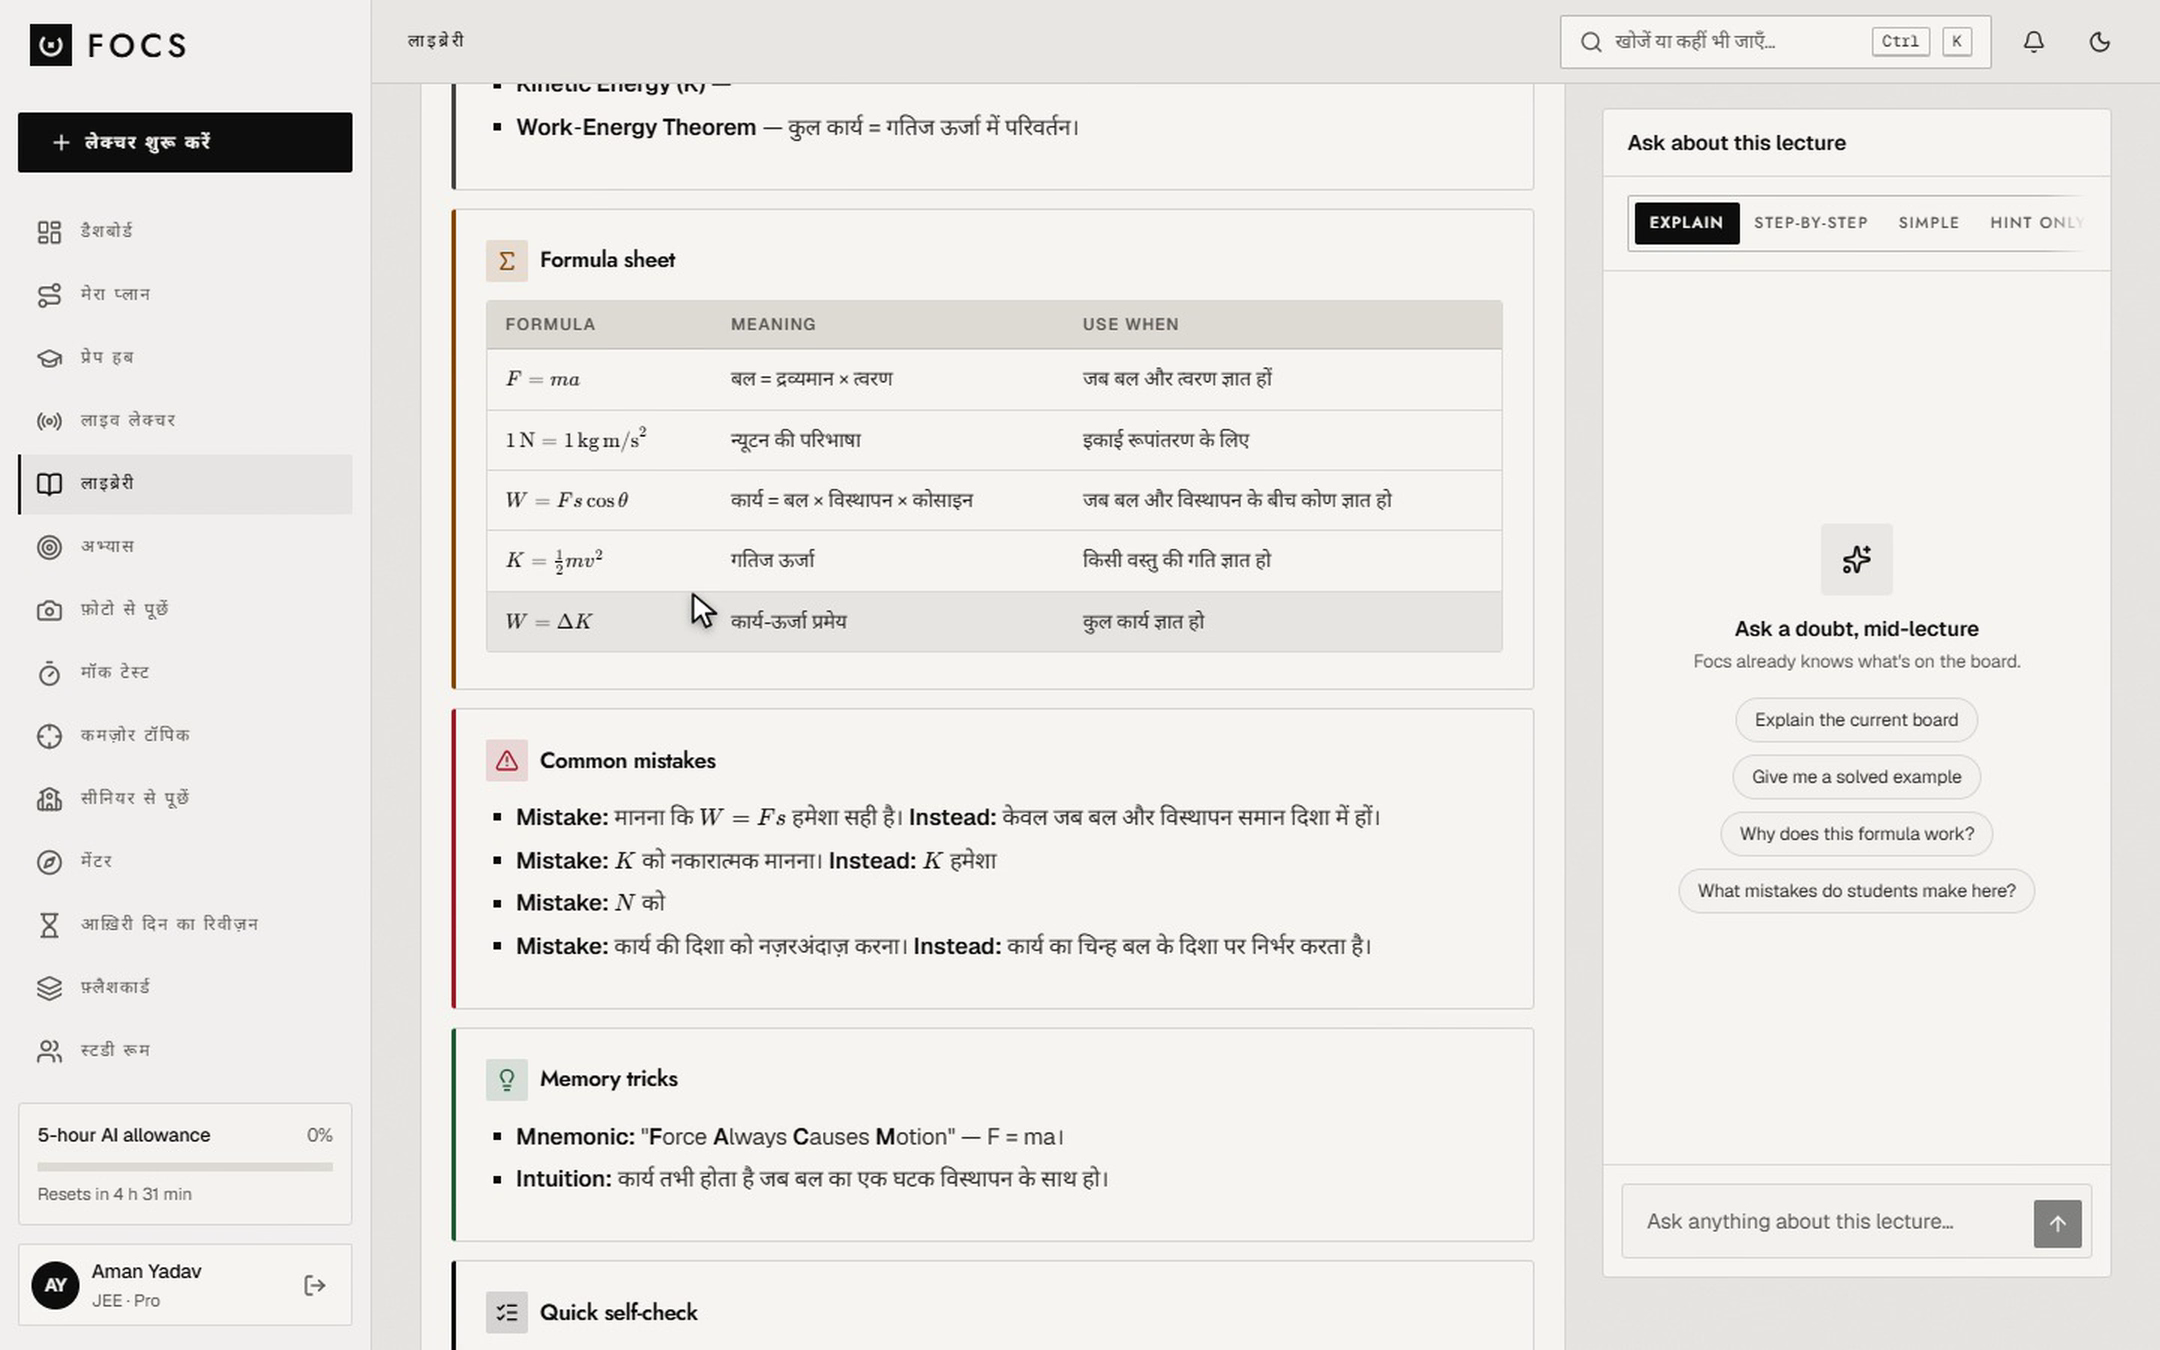 FOCS
लेक्चर शुरू करें
डैशबोर्ड
मेरा प्लान
प्रेप हब
लाइव लेक्चर
लाइब्रेरी
अभ्यास
फ़ोटो से पूछें
मॉक टेस्ट
कमज़ोर टॉपिक
सीनियर से पूछें
मेंटर
आख़िरी दिन का रिवीज़न
फ़्लैशकार्ड
स्टडी रूम
5-hour AI allowance 0%
Resets in 4 h 31 min
AY Aman Yadav
JEE · Pro
लाइब्रेरी
खोजें या कहीं भी जाएँ... Ctrl K
Kinetic Energy (K) —
Work-Energy Theorem — कुल कार्य = गतिज ऊर्जा में परिवर्तन।
Formula sheet
FORMULA MEANING USE WHEN
F = ma बल = द्रव्यमान × त्वरण जब बल और त्वरण ज्ञात हों
1 N = 1 kg m/s² न्यूटन की परिभाषा इकाई रूपांतरण के लिए
W = Fs cos θ कार्य = बल × विस्थापन × कोसाइन जब बल और विस्थापन के बीच कोण ज्ञात हो
K = ½mv² गतिज ऊर्जा किसी वस्तु की गति ज्ञात हो
W = ΔK कार्य-ऊर्जा प्रमेय कुल कार्य ज्ञात हो
Common mistakes
Mistake: मानना कि W = Fs हमेशा सही है। Instead: केवल जब बल और विस्थापन समान दिशा में हों।
Mistake: K को नकारात्मक मानना। Instead: K हमेशा
Mistake: N को
Mistake: कार्य की दिशा को नज़रअंदाज़ करना। Instead: कार्य का चिन्ह बल के दिशा पर निर्भर करता है।
Memory tricks
Mnemonic: "Force Always Causes Motion" — F = ma।
Intuition: कार्य तभी होता है जब बल का एक घटक विस्थापन के साथ हो।
Quick self-check
Ask about this lecture
EXPLAIN STEP-BY-STEP SIMPLE HINT ONLY
Ask a doubt, mid-lecture
Focs already knows what's on the board.
Explain the current board
Give me a solved example
Why does this formula work?
What mistakes do students make here?
Ask anything about this lecture...